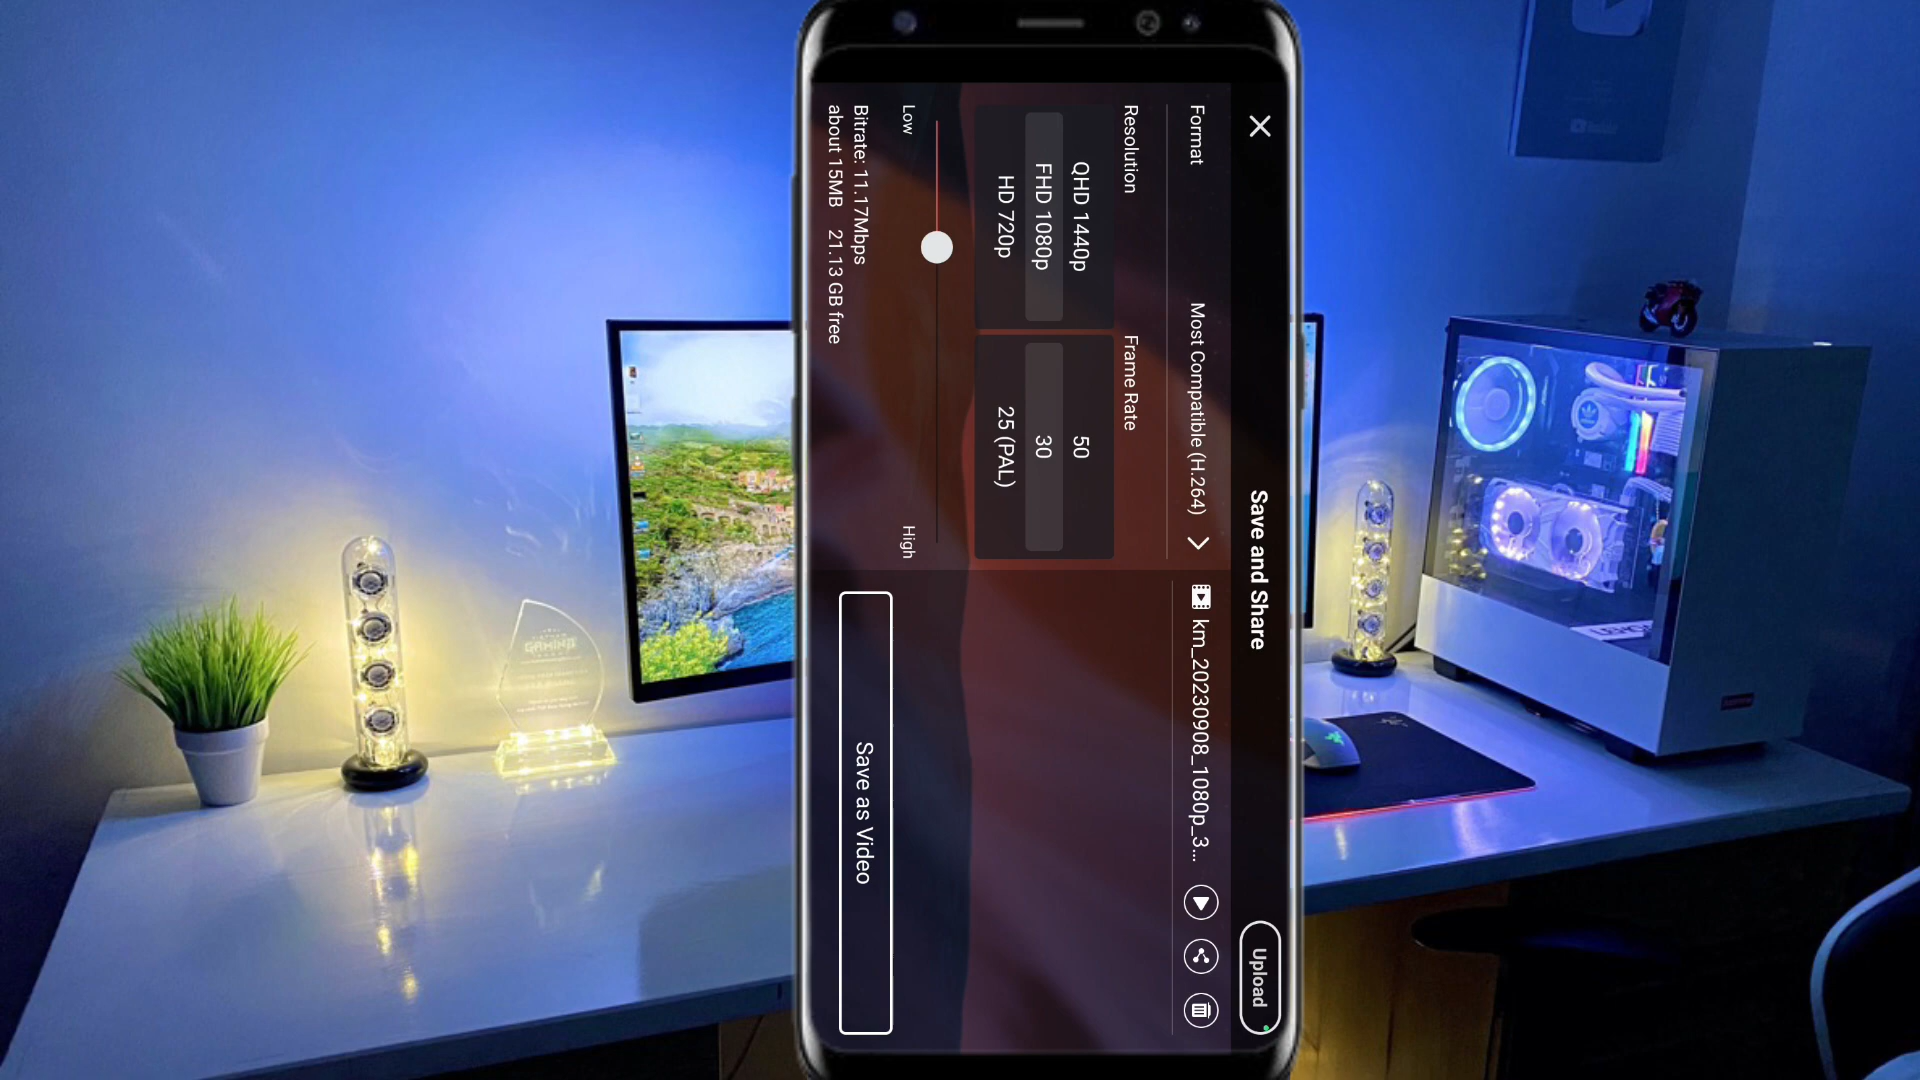 Save and Share
Upload
Format
Most Compatible (H.264)
Resolution
Frame Rate
QHD 1440p
FHD 1080p
HD 720p
50
30
25 (PAL)
Low
High
Bitrate: 11.17Mbps
about 15MB 21.13 GB free
km_20230908_1080p_3...
Save as Video
GAMING